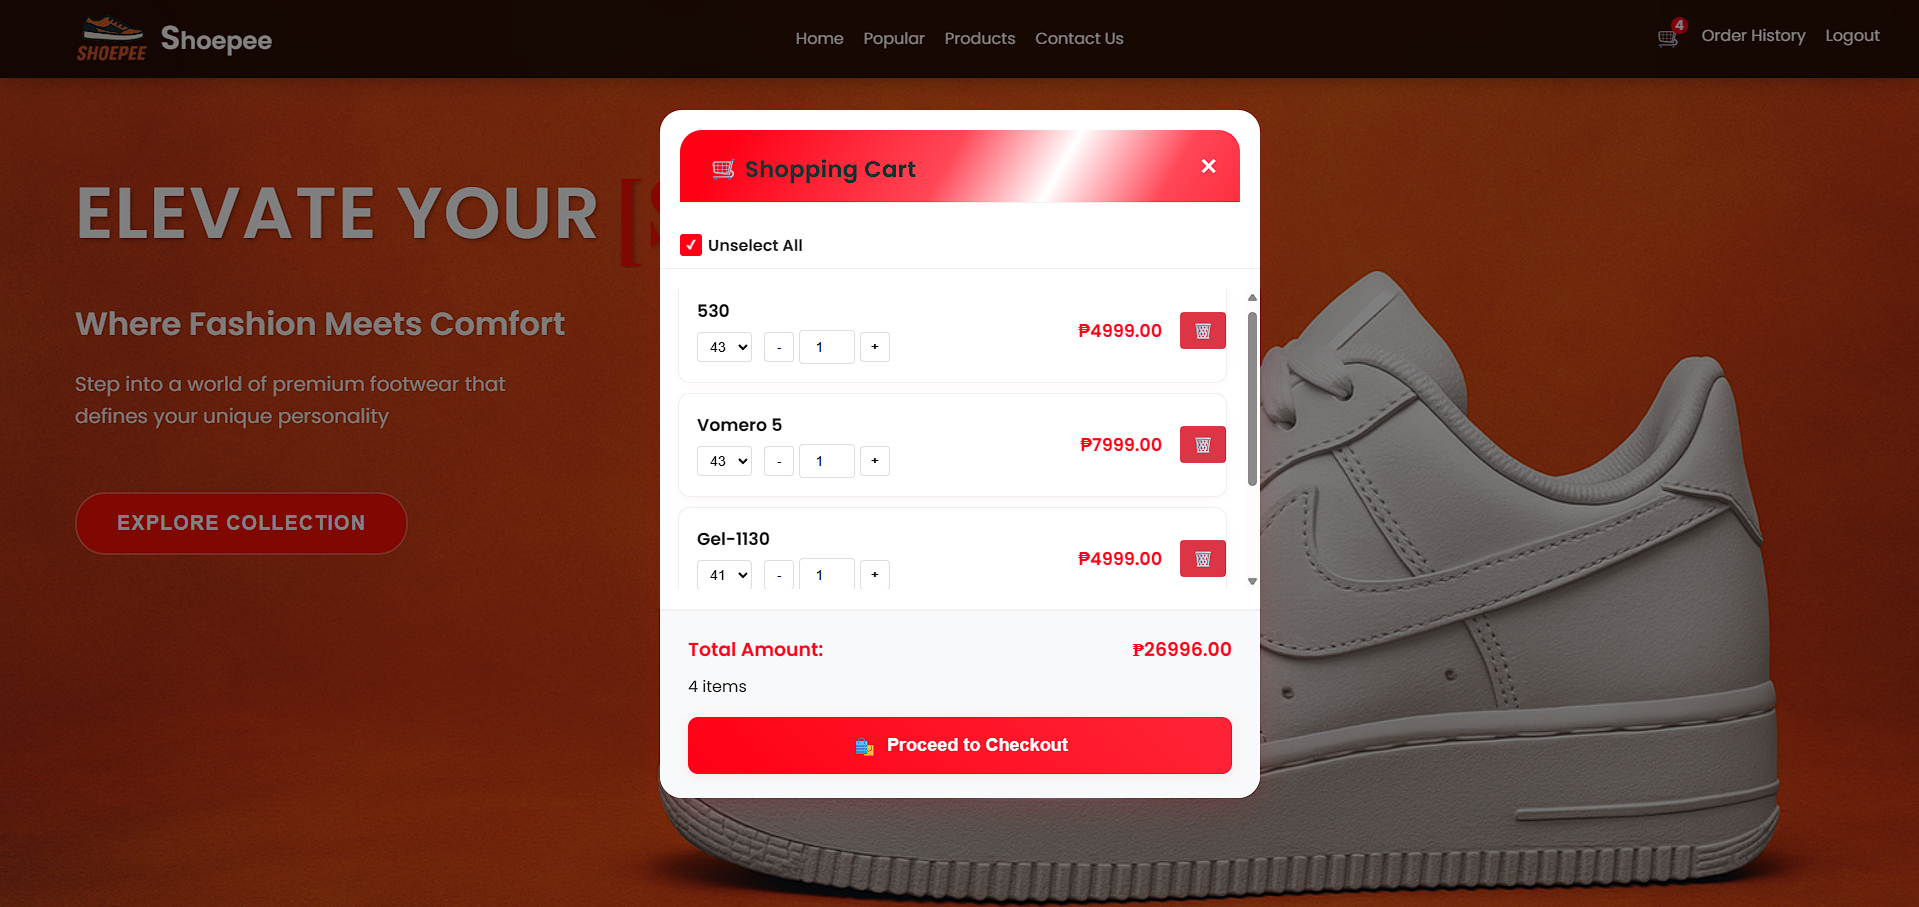 SHOEPEE
Shoepee
Home Popular Products Contact Us
4
Order History Logout
ELEVATE YOUR [
Where Fashion Meets Comfort
Step into a world of premium footwear that
defines your unique personality
EXPLORE COLLECTION
Shopping Cart ×
✓ Unselect All
530
43 - 1 +
₱4999.00
Vomero 5
43 - 1 +
₱7999.00
Gel-1130
41 - 1 +
₱4999.00
Total Amount: ₱26996.00
4 items
Proceed to Checkout